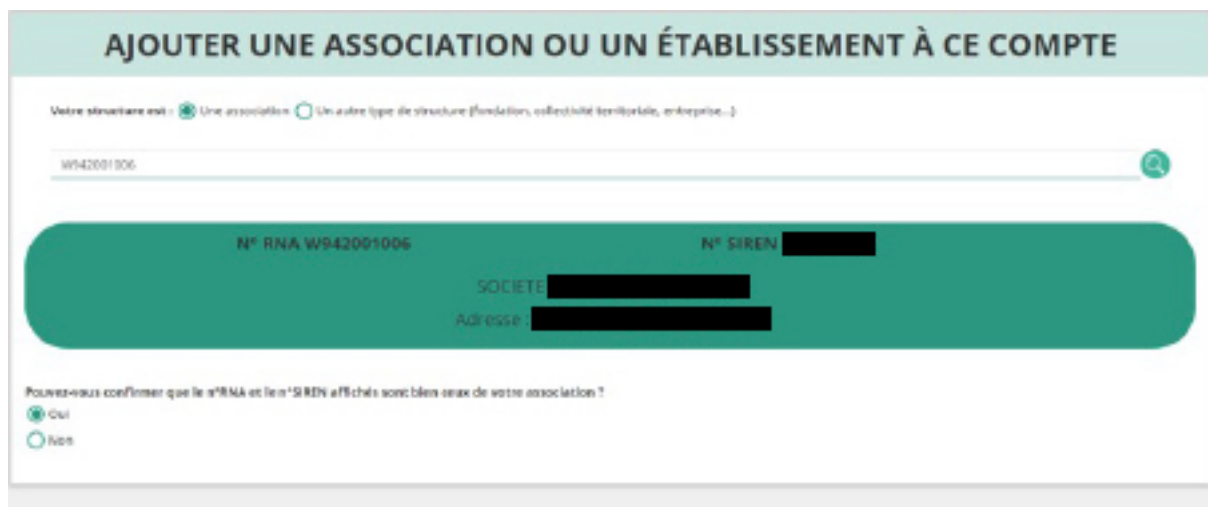 AJOUTER UNE ASSOCIATION OU UN ÉTABLISSEMENT À CE COMPTE
Votre structure est : Une association Un autre type de structure (fondation, collectivité territoriale, entreprise...)
W942001006
N° RNA W942001006 N° SIREN
SOCIETE
Adresse :
Pouvez-vous confirmer que le n°RNA et le n°SIREN affichés sont bien ceux de votre association ?
Oui
Non